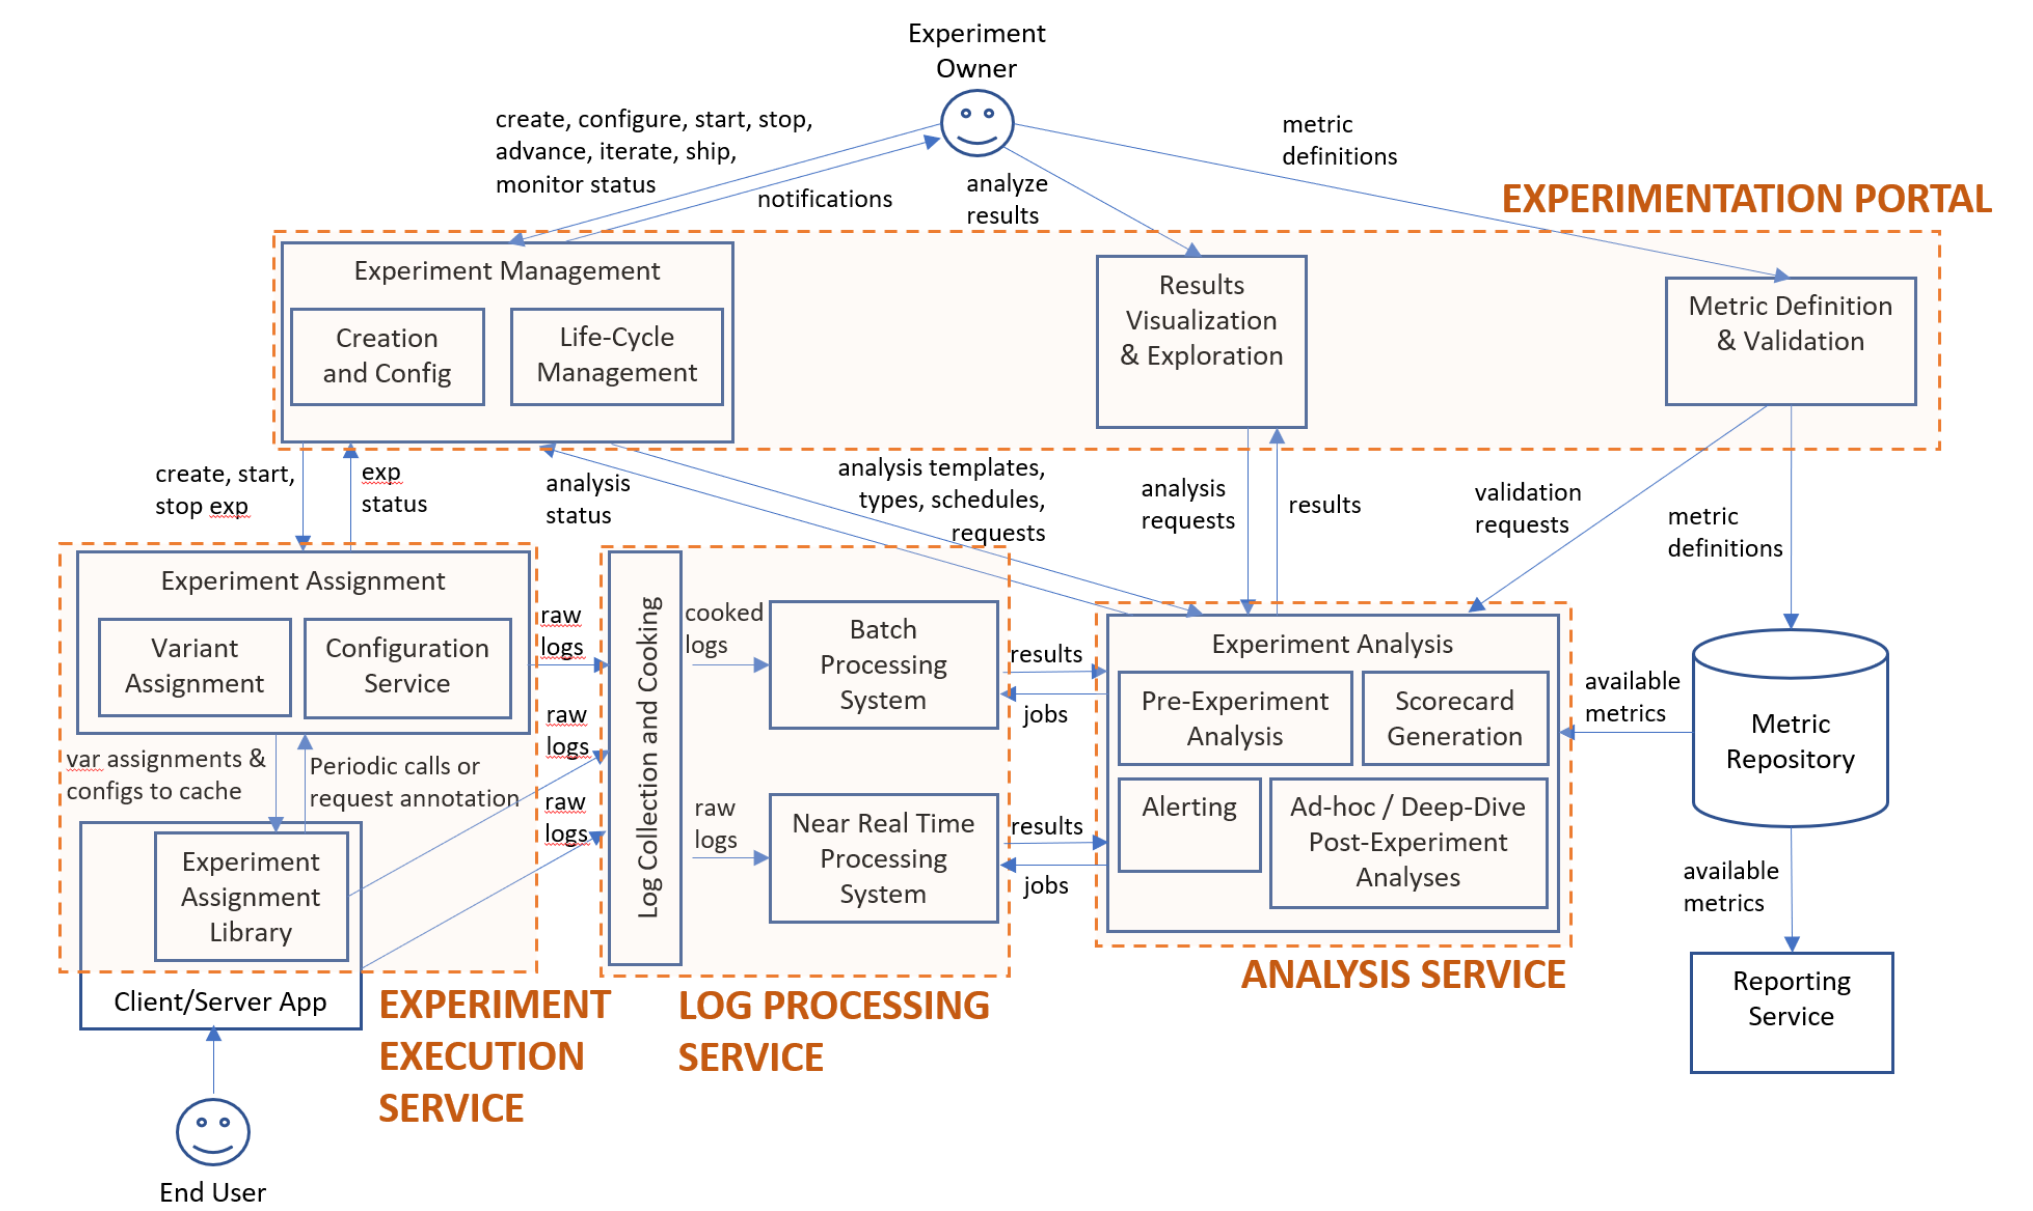 Experiment
Owner
create, configure, start, stop,
advance, iterate, ship,
monitor status
notifications
analyze
results
metric
definitions
EXPERIMENTATION PORTAL
Experiment Management
Creation
and Config
Life-Cycle
Management
Results
Visualization
& Exploration
Metric Definition
& Validation
create, start,
stop exp
exp
status
analysis
status
analysis templates,
types, schedules,
requests
analysis
requests
results
validation
requests
metric
definitions
Experiment Assignment
Variant
Assignment
Configuration
Service
raw
logs
raw
logs
raw
logs
var assignments &
configs to cache
Periodic calls or
request annotation
Experiment
Assignment
Library
Client/Server App
EXPERIMENT
EXECUTION
SERVICE
End User
Log Collection and Cooking
cooked
logs
raw
logs
Batch
Processing
System
Near Real Time
Processing
System
LOG PROCESSING
SERVICE
results
jobs
results
jobs
Experiment Analysis
Pre-Experiment
Analysis
Scorecard
Generation
Alerting
Ad-hoc / Deep-Dive
Post-Experiment
Analyses
ANALYSIS SERVICE
available
metrics
Metric
Repository
available
metrics
Reporting
Service